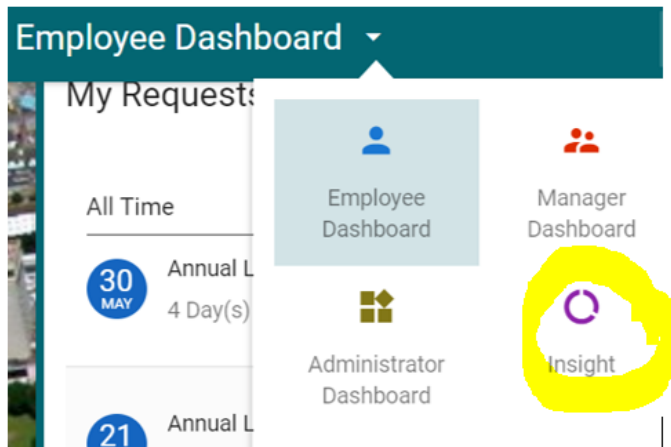 Employee Dashboard
My Requests
All Time
30
MAY
Annual L
4 Day(s)
21
Annual L
Employee
Dashboard
Manager
Dashboard
Administrator
Dashboard
Insight